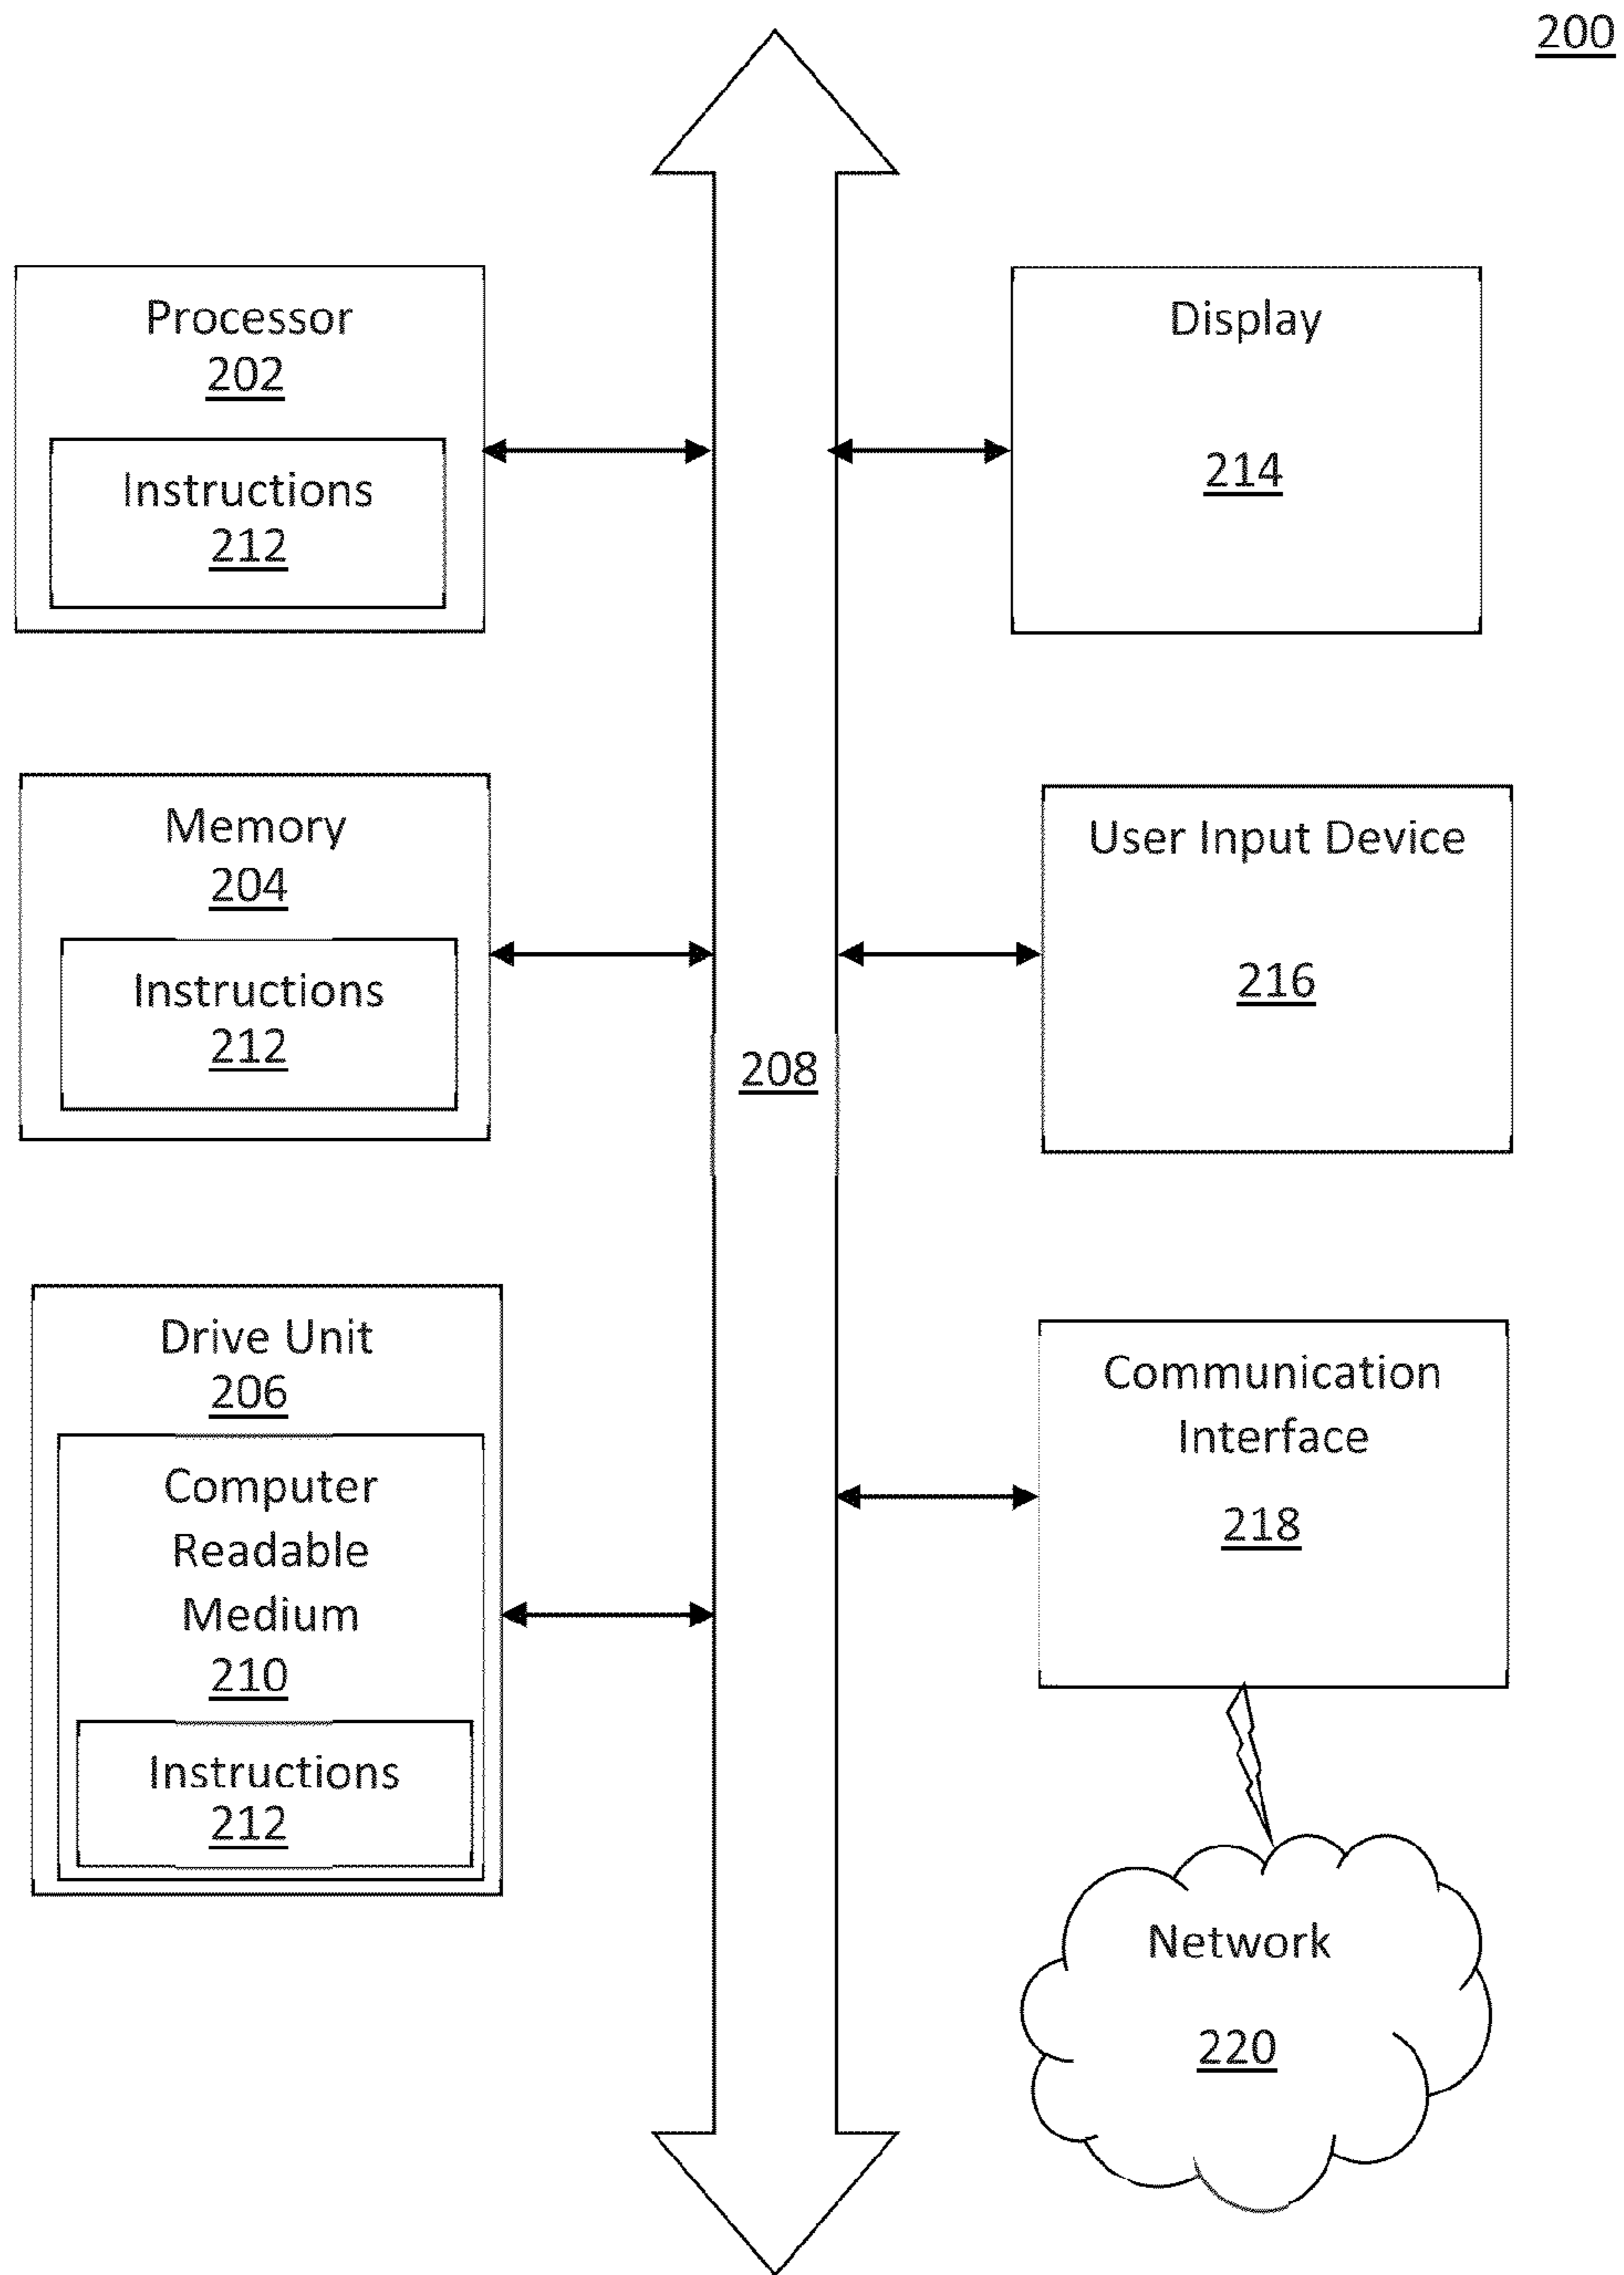 200
Processor
202
Instructions
212
Display
214
Memory
204
Instructions
212
User Input Device
216
208
Drive Unit
206
Computer
Readable
Medium
210
Instructions
212
Communication
Interface
218
Network
220